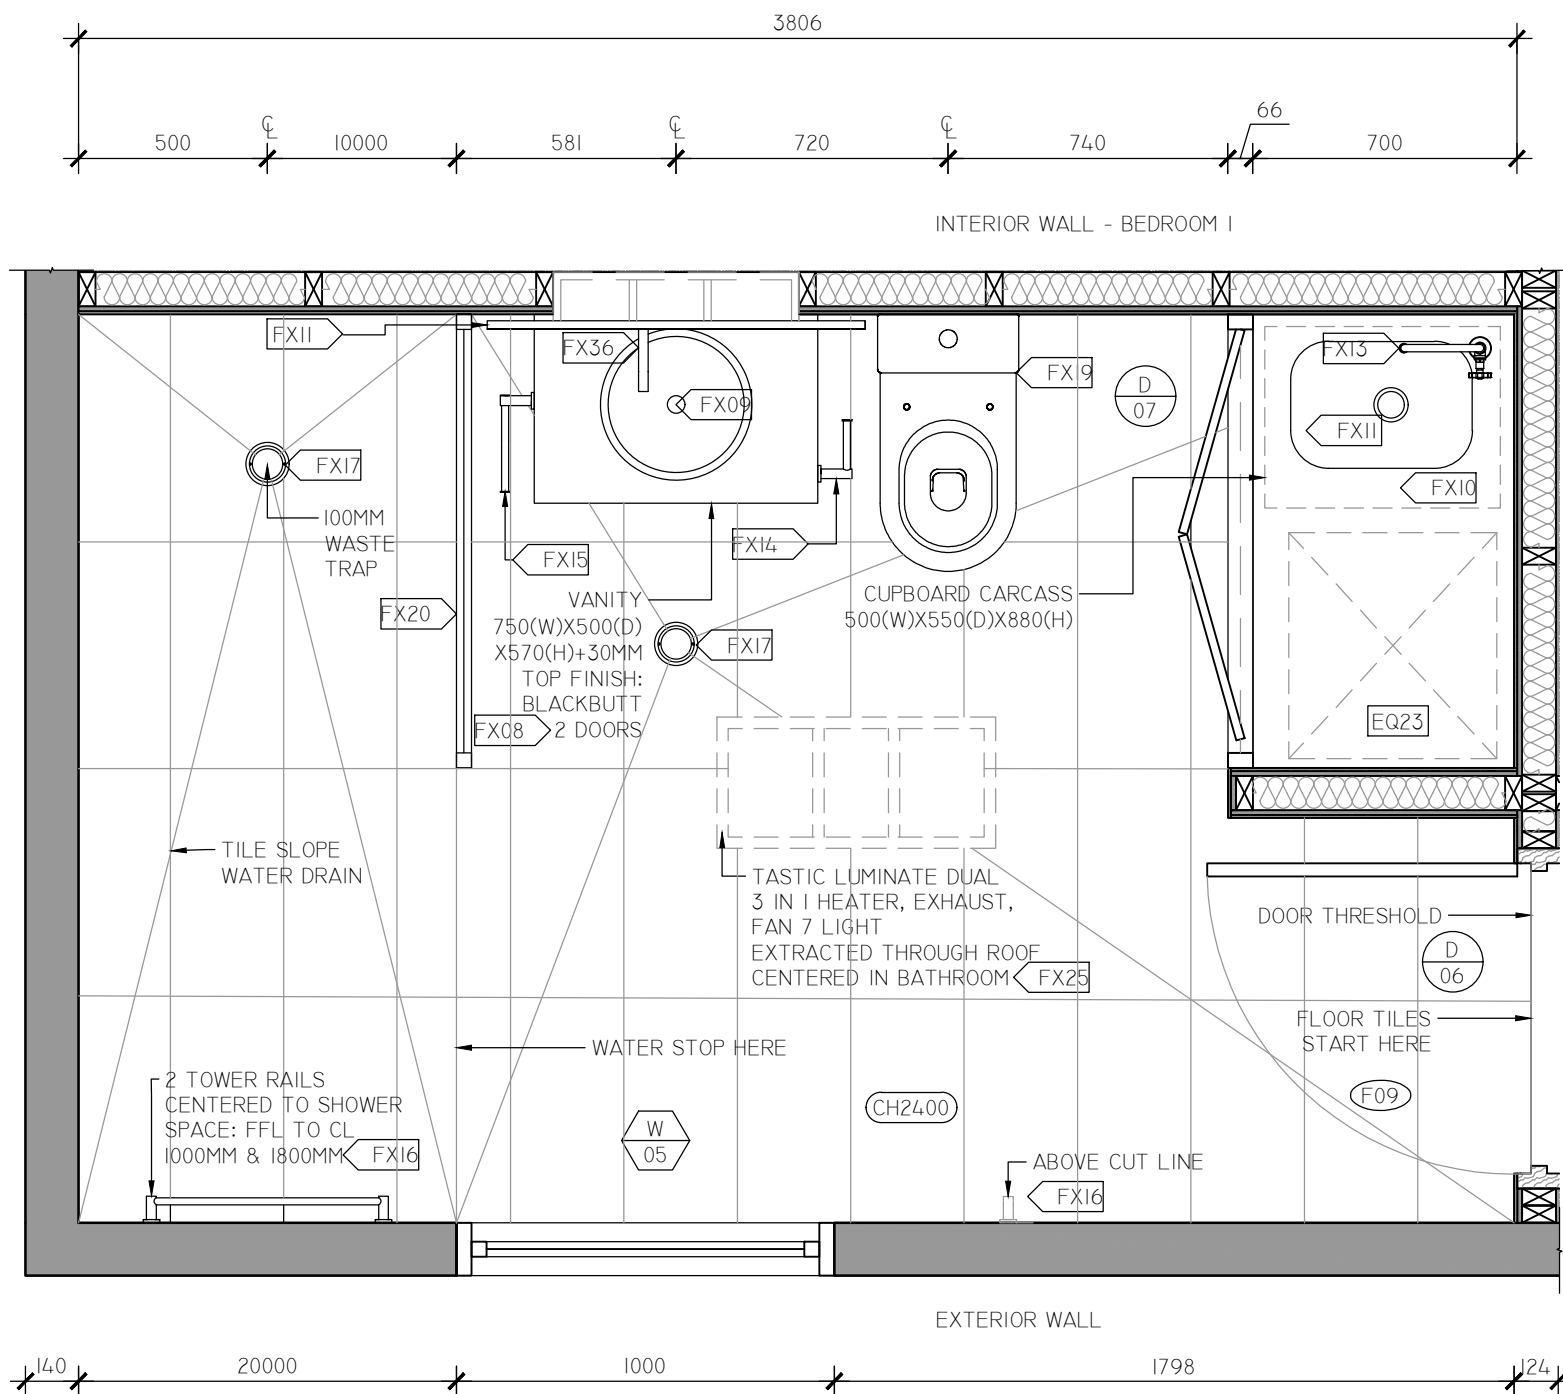 3806
66
500
℄
10000
581
℄
720
℄
740
700
INTERIOR WALL - BEDROOM 1
FX11
FX36
FX13
FX19
D
07
FX09
FX11
FX17
FX10
100MM
WASTE
TRAP
FX14
FX15
VANITY
750(W)X500(D)
X570(H)+30MM
TOP FINISH:
BLACKBUTT
2 DOORS
FX08
CUPBOARD CARCASS
500(W)X550(D)X880(H)
FX20
FX17
EQ23
TILE SLOPE
WATER DRAIN
TASTIC LUMINATE DUAL
3 IN 1 HEATER, EXHAUST,
FAN 7 LIGHT
EXTRACTED THROUGH ROOF
CENTERED IN BATHROOM
FX25
DOOR THRESHOLD
D
06
FLOOR TILES
START HERE
WATER STOP HERE
2 TOWER RAILS
CENTERED TO SHOWER
SPACE: FFL TO CL
1000MM & 1800MM
FX16
W
05
CH2400
F09
ABOVE CUT LINE
FX16
EXTERIOR WALL
140
20000
1000
1798
124